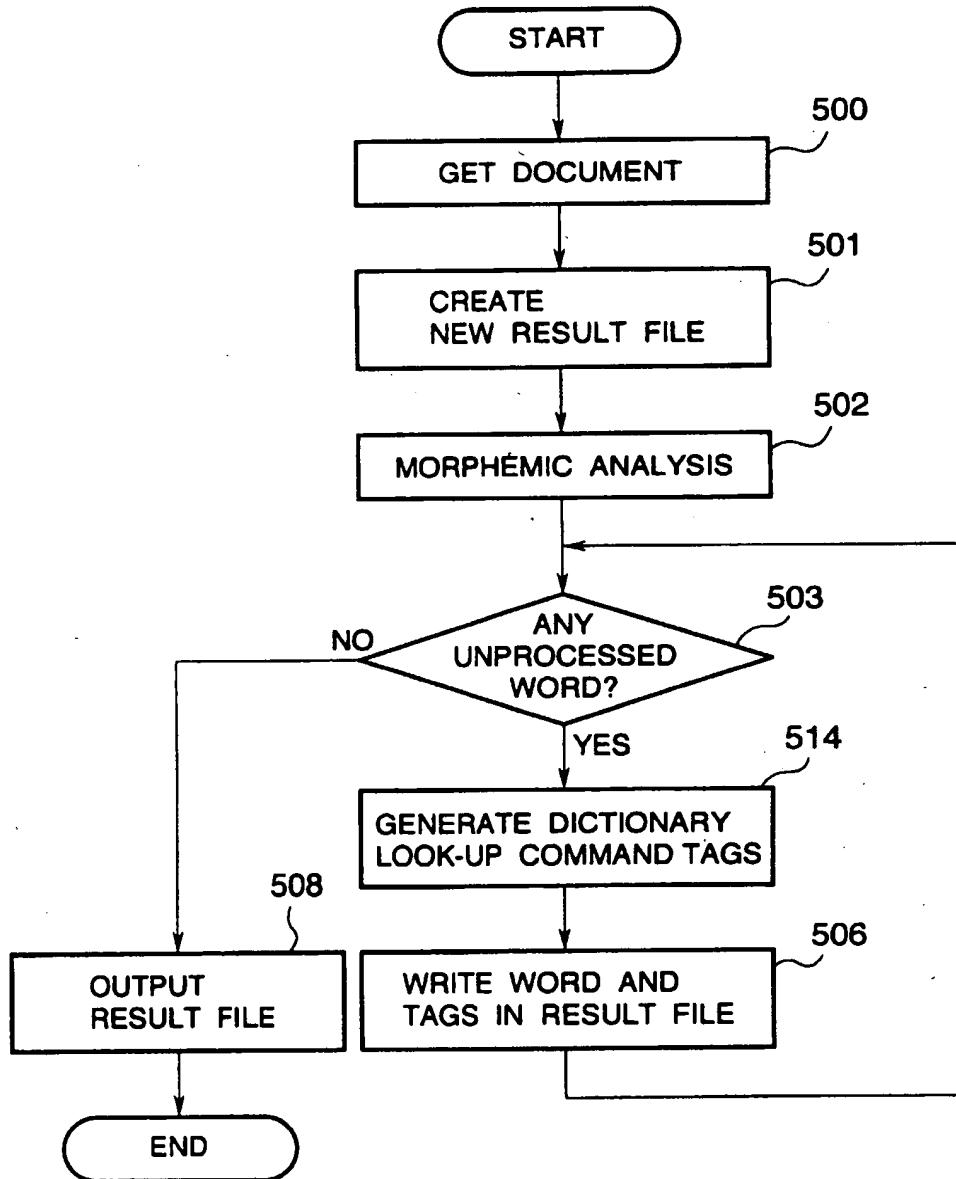 START
500
GET DOCUMENT
501
CREATE
NEW RESULT FILE
502
MORPHEMIC ANALYSIS
503
NO
ANY
UNPROCESSED
WORD?
YES
514
GENERATE DICTIONARY
LOOK-UP COMMAND TAGS
508
OUTPUT
RESULT FILE
506
WRITE WORD AND
TAGS IN RESULT FILE
END